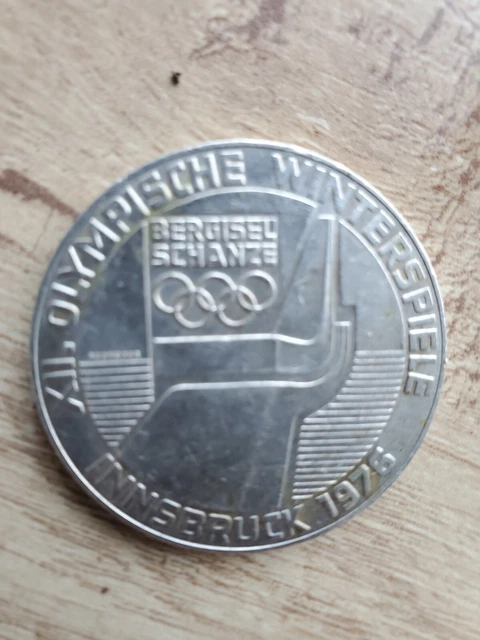 XII. OLYMPISCHE WINTERSPIELE
BERGISEL
SCHANZE
INNSBRUCK 1976